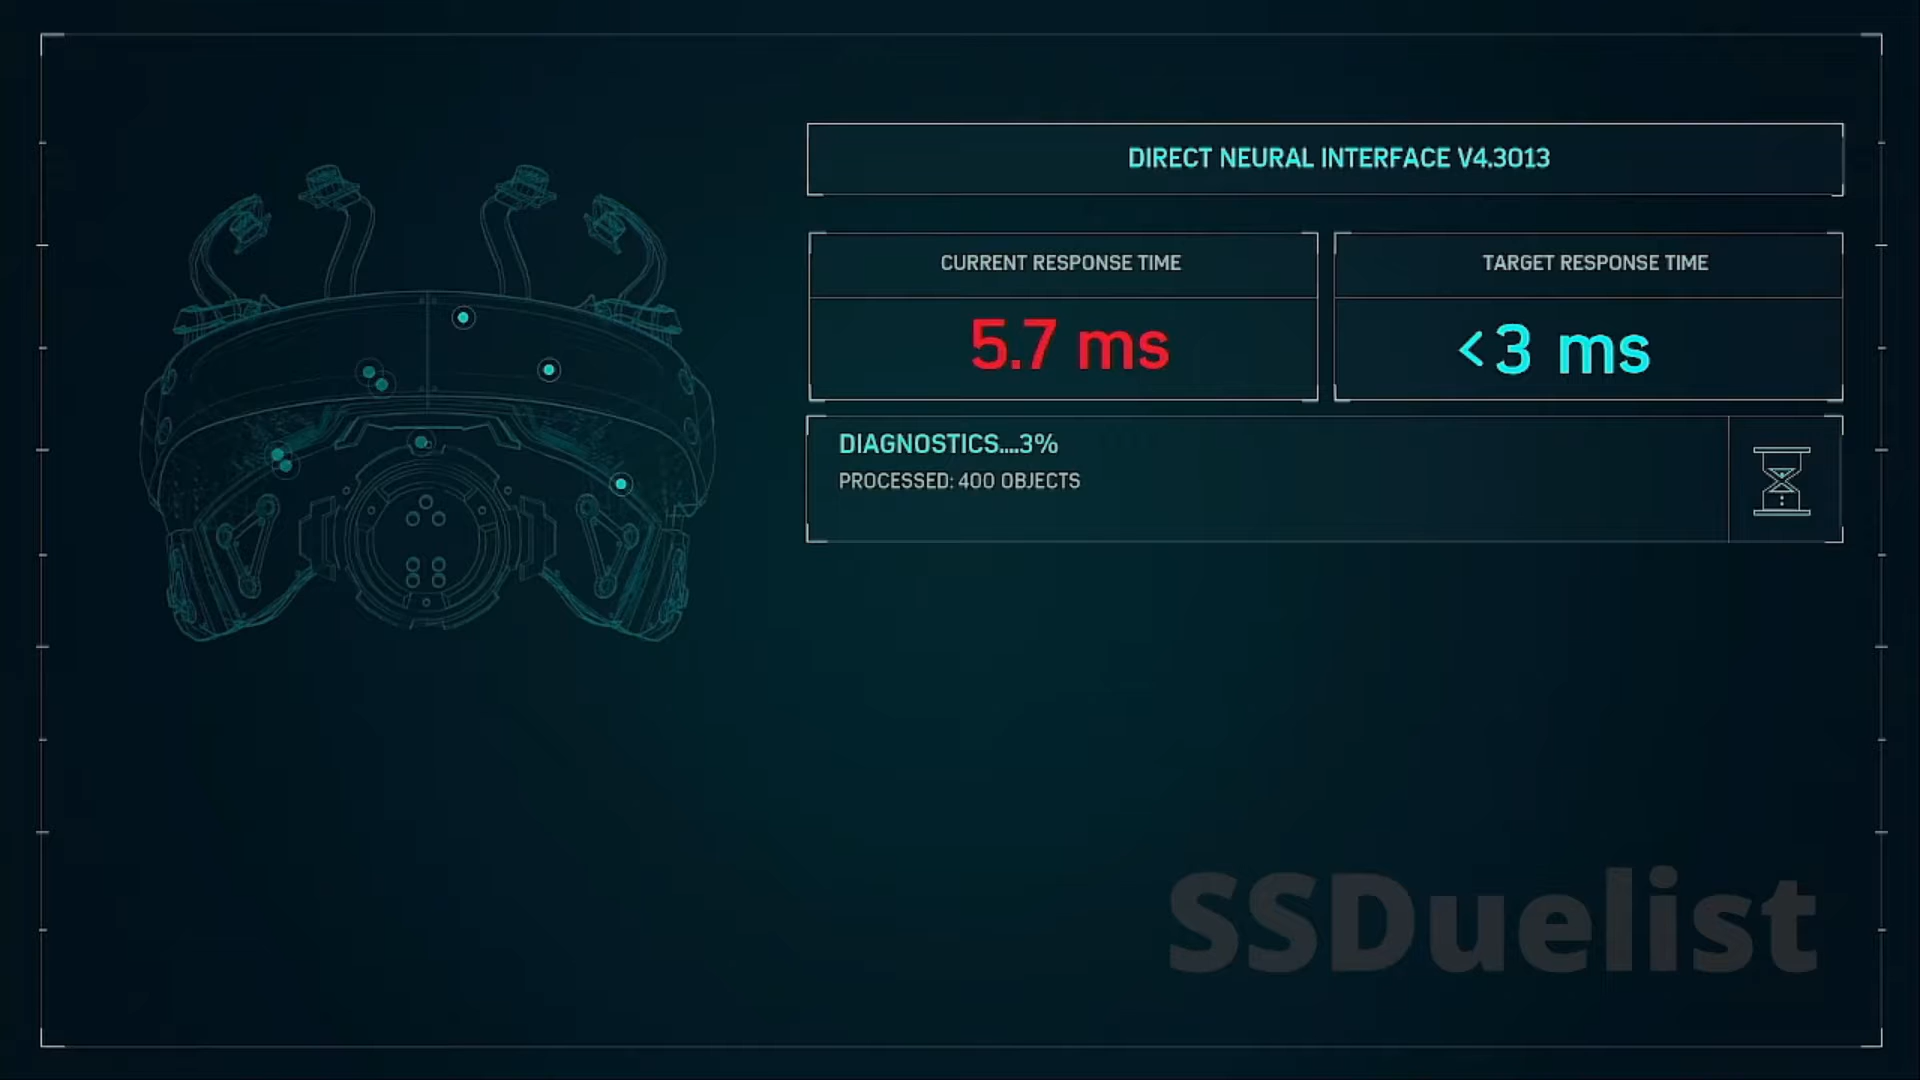 DIRECT NEURAL INTERFACE V4.3013
CURRENT RESPONSE TIME
TARGET RESPONSE TIME
5.7 ms
<3 ms
DIAGNOSTICS....3%
PROCESSED: 400 OBJECTS
SSDuelist